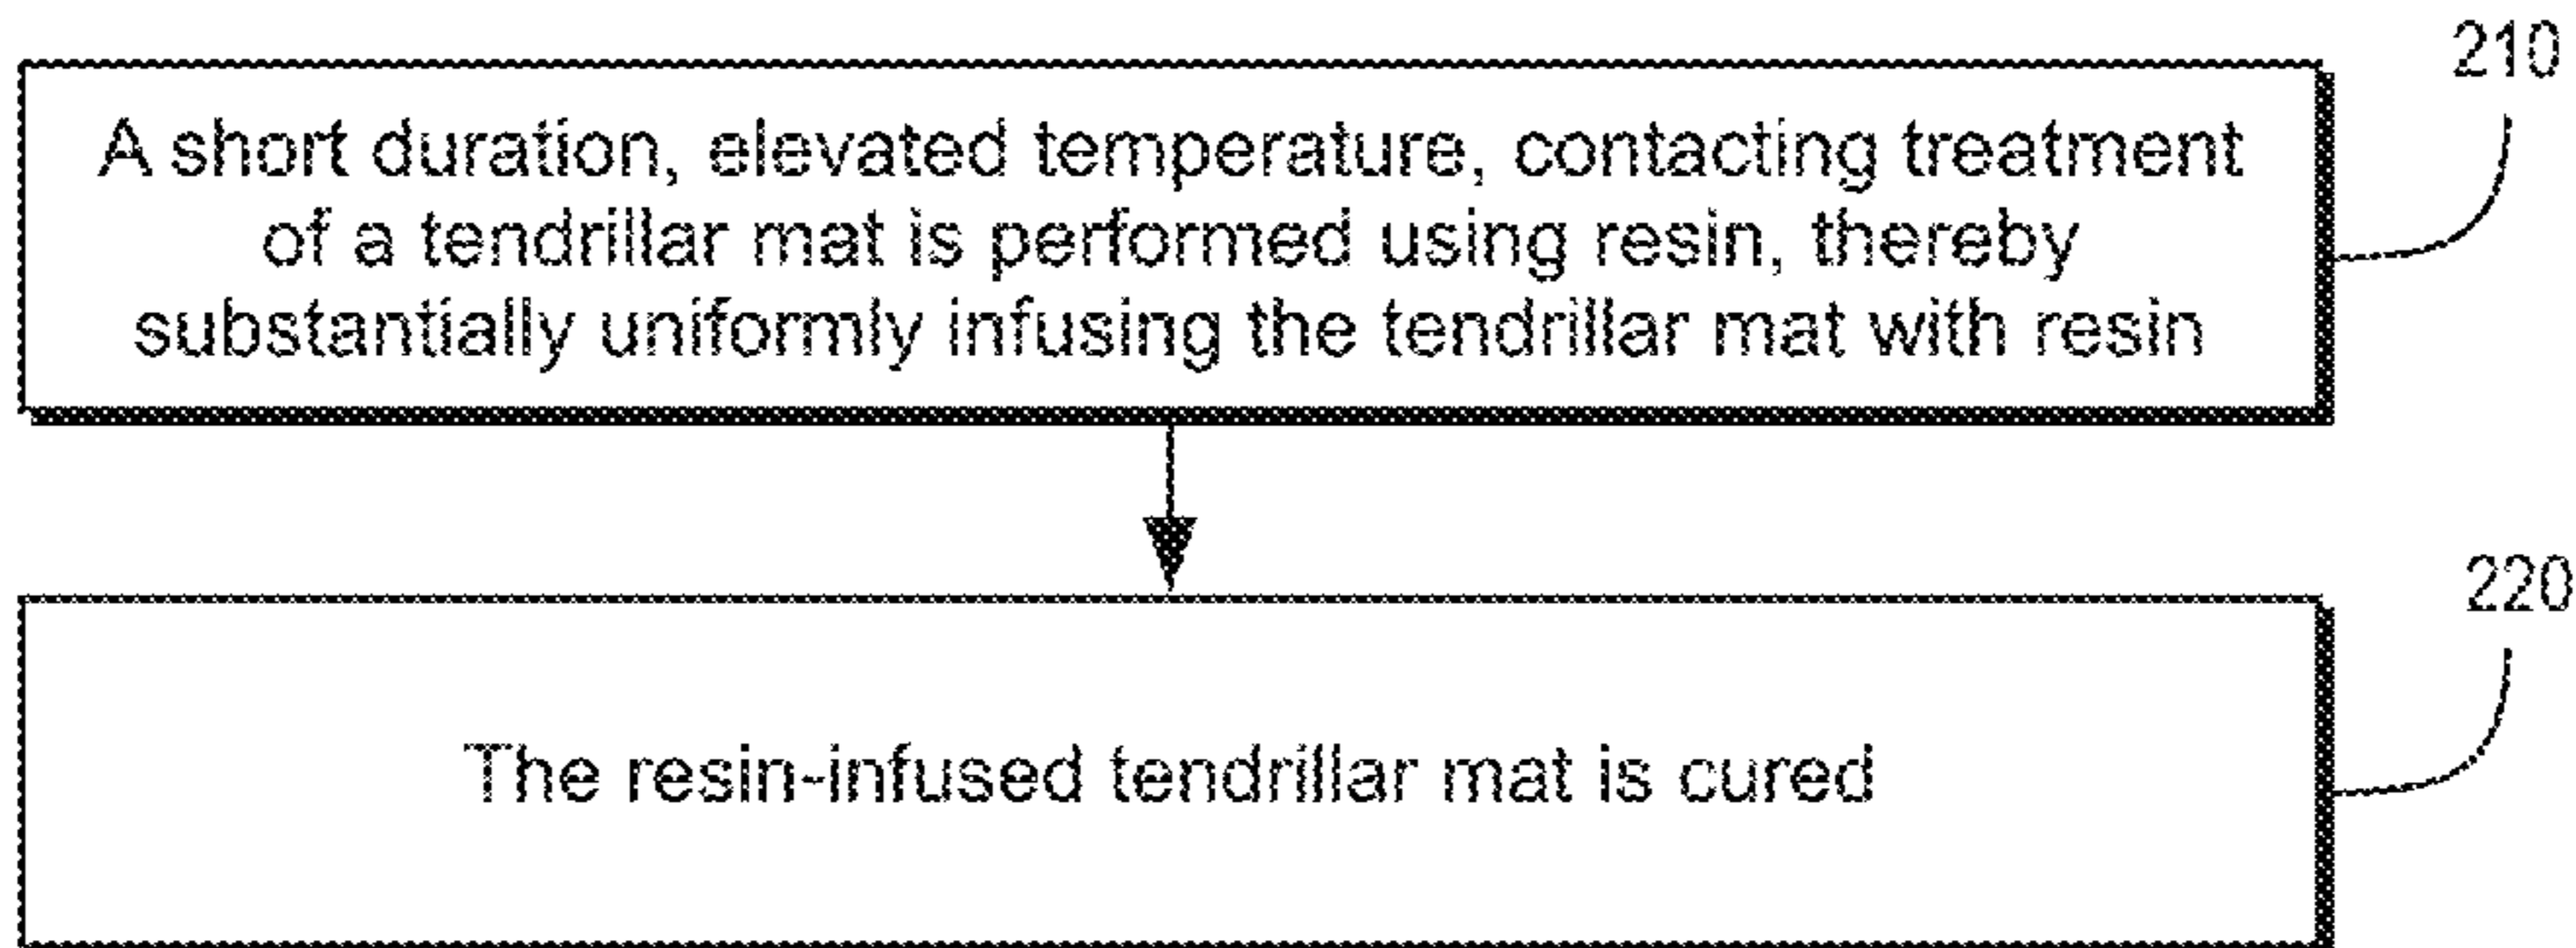 210
A short duration, elevated temperature, contacting treatment
of a tendrillar mat is performed using resin, thereby
substantially uniformly infusing the tendrillar mat with resin
220
The resin-infused tendrillar mat is cured